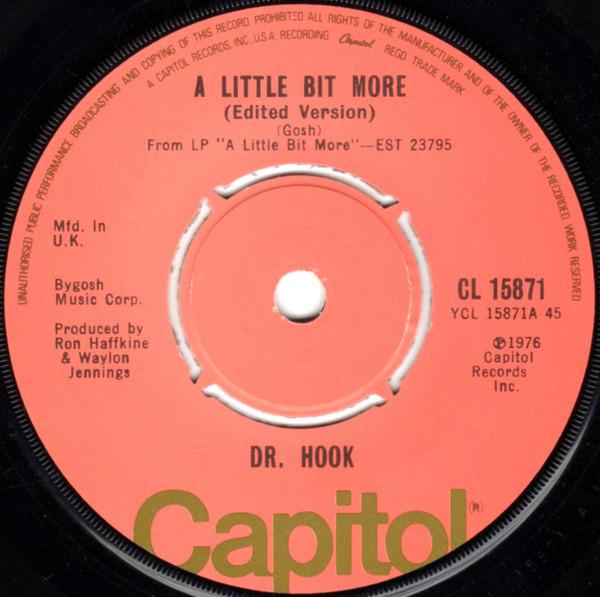 UNAUTHORISED PUBLIC PERFORMANCE BROADCASTING AND COPYING OF THIS RECORD PROHIBITED ALL RIGHTS OF THE MANUFACTURER AND OF THE OWNER OF THE RECORDED WORK RESERVED
A CAPITOL RECORDS, INC., U.S.A. RECORDING Capitol REGD. TRADE MARK
A LITTLE BIT MORE
(Edited Version)
(Gosh)
From LP "A Little Bit More"—EST 23795
Mfd. In
U.K.
Bygosh
Music Corp.
Produced by
Ron Haffkine
& Waylon
Jennings
CL 15871
YCL 15871A 45
℗1976
Capitol
Records
Inc.
DR. HOOK
Capitol ®